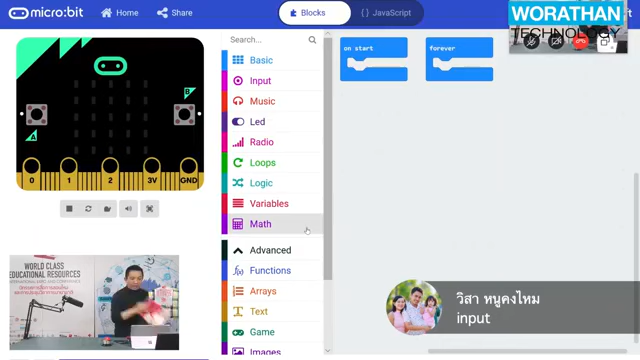 micro:bit
Home
Share
Blocks
JavaScript
WORATHAN
TECHNOLOGY
Search...
Basic
Input
Music
Led
Radio
Loops
Logic
Variables
Math
Advanced
Functions
Arrays
Text
Game
Images
on start
forever
B
A
0
1
2
3V
GND
WORLD CLASS
EDUCATIONAL RESOURCES
วิสา หนูคงไหม
input